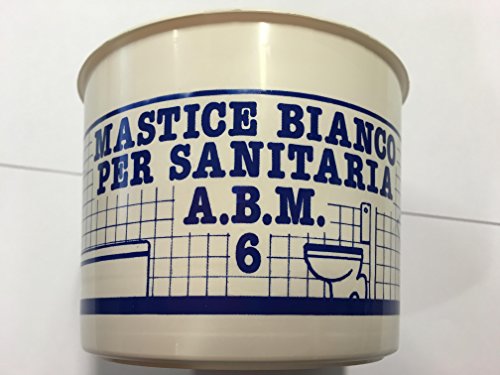 MASTICE BIANCO
PER SANITARIA
A.B.M.
6